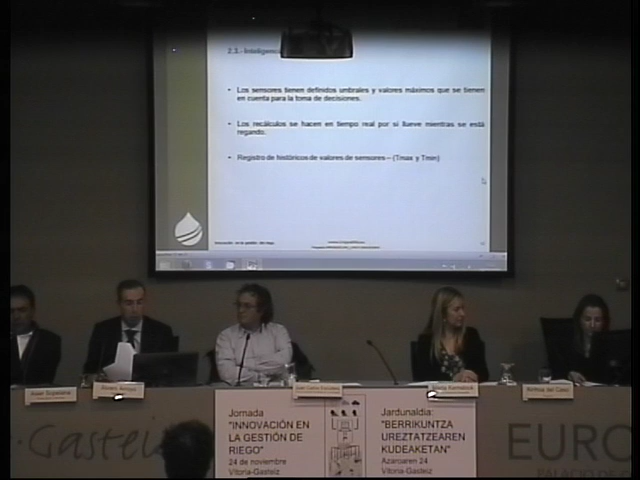 2.3.- Inteligencia
• Los sensores tienen definidos umbrales y valores máximos que se tienen
en cuenta para la toma de decisiones.
• Los recálculos se hacen en tiempo real por si llueve mientras se está
regando.
• Registro de históricos de valores de sensores – (Tmax y Tmin)
Jornada
"INNOVACIÓN EN
LA GESTIÓN DE
RIEGO"
24 de noviembre
Vitoria-Gasteiz
Jardunaldia:
"BERRIKUNTZA
UREZTATZEAREN
KUDEAKETAN"
Azaroaren 24
Vitoria-Gasteiz
Gasteiz
EURO
PALACIO DE